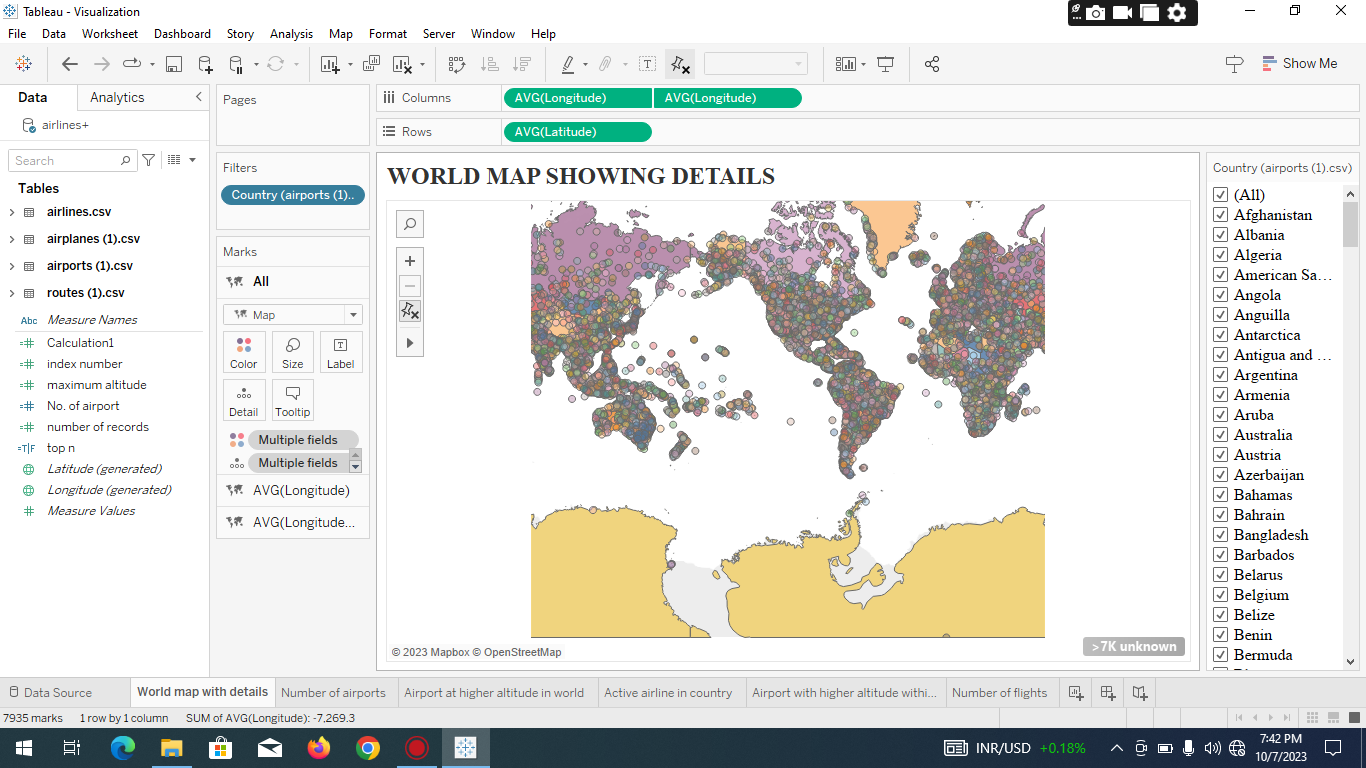 Tableau - Visualization
File Data Worksheet Dashboard Story Analysis Map Format Server Window Help
Show Me
Data Analytics
airlines+
Search
Tables
airlines.csv
airplanes (1).csv
airports (1).csv
routes (1).csv
Abc Measure Names
Calculation1
index number
maximum altitude
No. of airport
number of records
T|F top n
Latitude (generated)
Longitude (generated)
Measure Values
Pages
Filters
Country (airports (1)..
Marks
All
Map
Color Size Label
Detail Tooltip
Multiple fields
Multiple fields
AVG(Longitude)
AVG(Longitude...
Columns AVG(Longitude) AVG(Longitude)
Rows AVG(Latitude)
WORLD MAP SHOWING DETAILS
© 2023 Mapbox © OpenStreetMap
>7K unknown
Country (airports (1).csv)
(All)
Afghanistan
Albania
Algeria
American Sa...
Angola
Anguilla
Antarctica
Antigua and ...
Argentina
Armenia
Aruba
Australia
Austria
Azerbaijan
Bahamas
Bahrain
Bangladesh
Barbados
Belarus
Belgium
Belize
Benin
Bermuda
Data Source World map with details Number of airports Airport at higher altitude in world Active airline in country Airport with higher altitude withi... Number of flights
7935 marks 1 row by 1 column SUM of AVG(Longitude): -7,269.3
INR/USD +0.18% 7:42 PM
10/7/2023